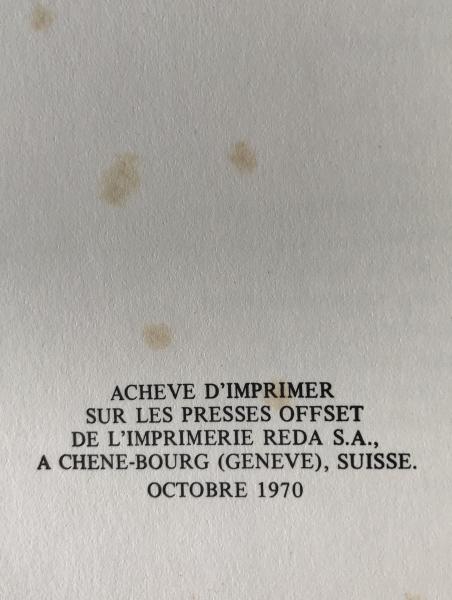 ACHEVE D'IMPRIMER
SUR LES PRESSES OFFSET
DE L'IMPRIMERIE REDA S.A.,
A CHENE-BOURG (GENEVE), SUISSE.
OCTOBRE 1970